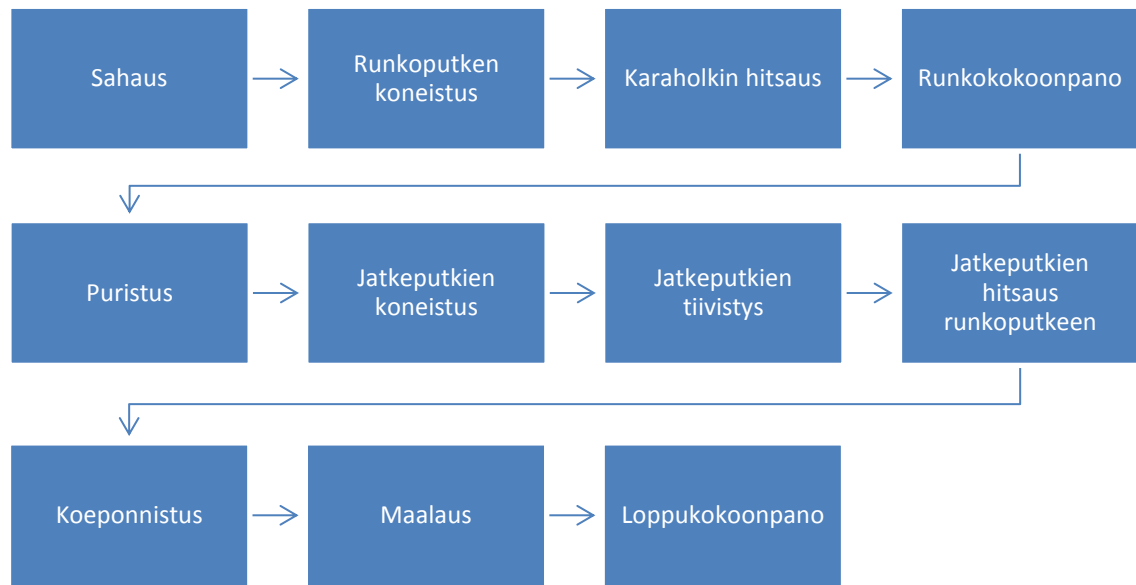 Sahaus
Runkoputken
koneistus
Karaholkin hitsaus
Runkokokoonpano
Puristus
Jatkeputkien
koneistus
Jatkeputkien
tiivistys
Jatkeputkien
hitsaus
runkoputkeen
Koeponnistus
Maalaus
Loppukokoonpano